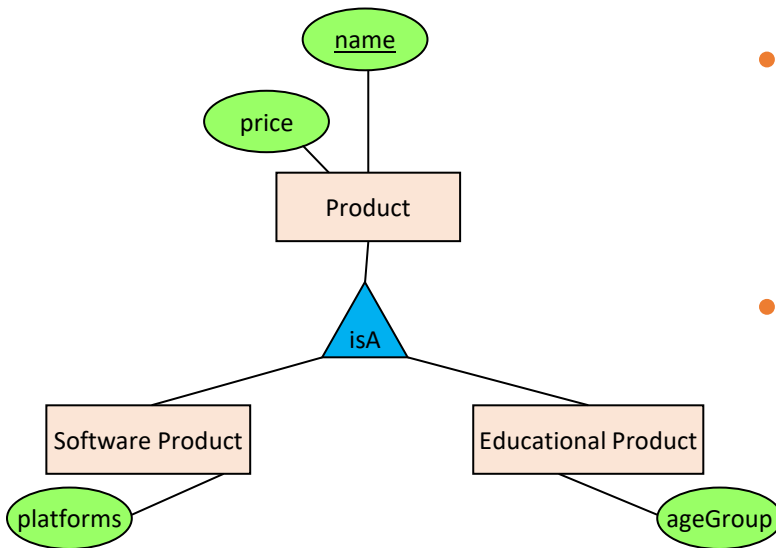 name
price
Product
isA
Software Product
Educational Product
platforms
ageGroup